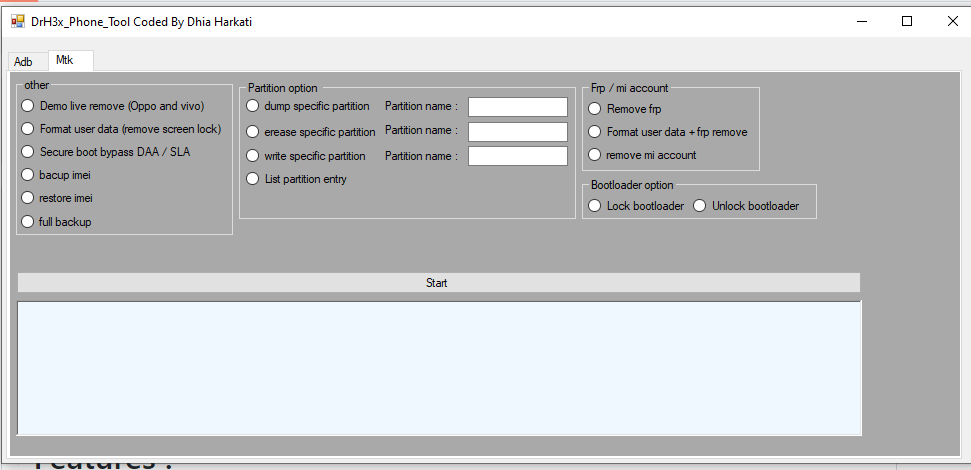 DrH3x_Phone_Tool Coded By Dhia Harkati
Adb Mtk
other
Demo live remove (Oppo and vivo)
Format user data (remove screen lock)
Secure boot bypass DAA / SLA
bacup imei
restore imei
full backup
Partition option
dump specific partition Partition name :
erease specific partition Partition name :
write specific partition Partition name :
List partition entry
Frp / mi account
Remove frp
Format user data + frp remove
remove mi account
Bootloader option
Lock bootloader Unlock bootloader
Start
Features :